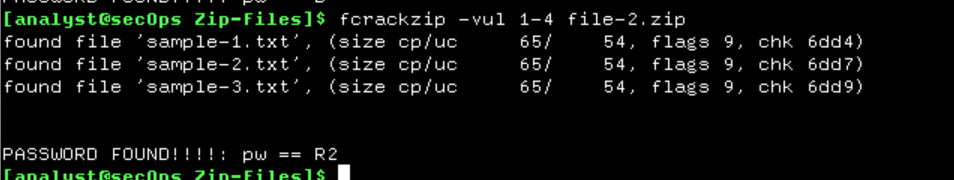 PASSWORD FOUND!!!!: pw == B
[analyst@secOps Zip-Files]$ fcrackzip -vul 1-4 file-2.zip
found file 'sample-1.txt', (size cp/uc     65/    54, flags 9, chk 6dd4)
found file 'sample-2.txt', (size cp/uc     65/    54, flags 9, chk 6dd7)
found file 'sample-3.txt', (size cp/uc     65/    54, flags 9, chk 6dd9)
PASSWORD FOUND!!!!: pw == R2
[analyst@secOps Zip-Files]$